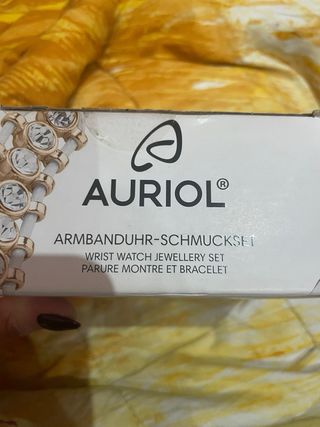 AURIOL®
ARMBANDUHR-SCHMUCKSET
WRIST WATCH JEWELLERY SET
PARURE MONTRE ET BRACELET